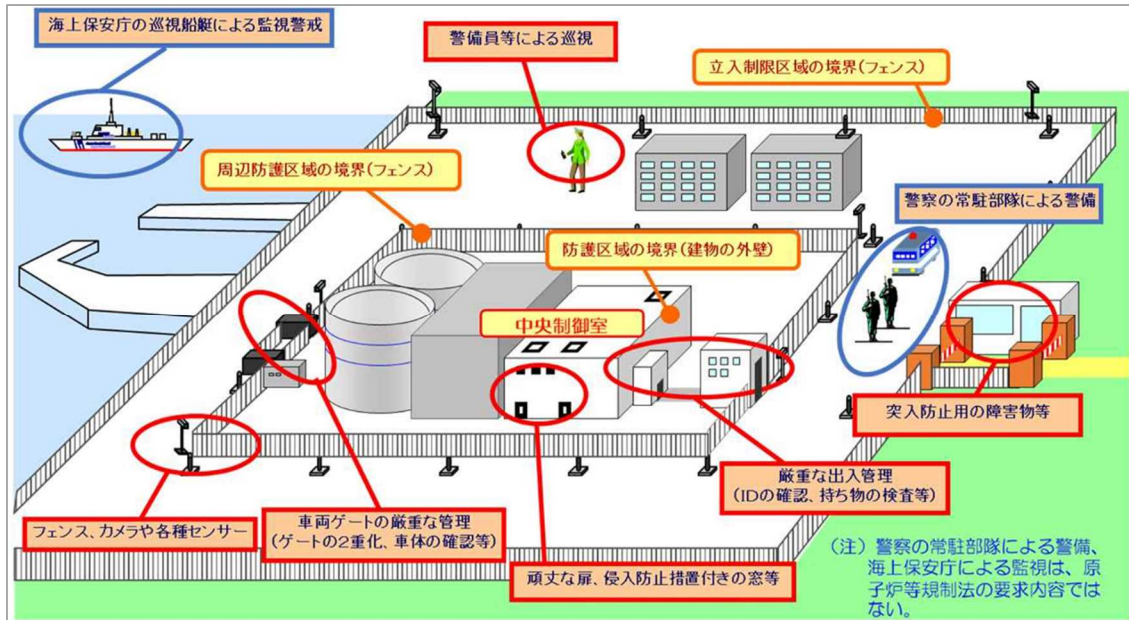 海上保安庁の巡視船艇による監視警戒
警備員等による巡視
立入制限区域の境界(フェンス)
周辺防護区域の境界(フェンス)
警察の常駐部隊による警備
防護区域の境界(建物の外壁)
中央制御室
突入防止用の障害物等
厳重な出入管理
(IDの確認、持ち物の検査等)
フェンス、カメラや各種センサー
車両ゲートの厳重な管理
(ゲートの2重化、車体の確認等)
頑丈な扉、侵入防止措置付きの窓等
(注)警察の常駐部隊による警備、
海上保安庁による監視は、原
子炉等規制法の要求内容では
ない。